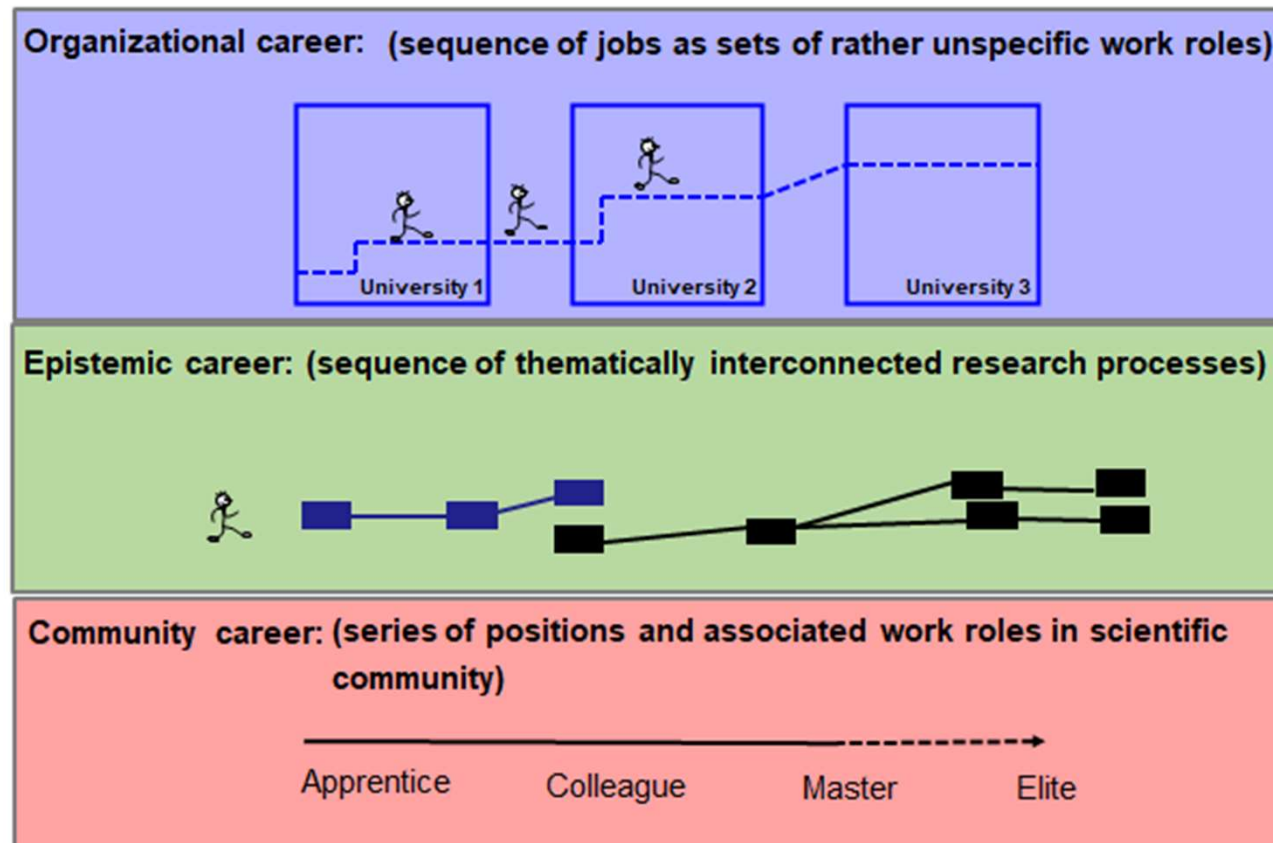 Organizational career: (sequence of jobs as sets of rather unspecific work roles)
University 1
University 2
University 3
Epistemic career: (sequence of thematically interconnected research processes)
Community career: (series of positions and associated work roles in scientific
community)
Apprentice
Colleague
Master
Elite